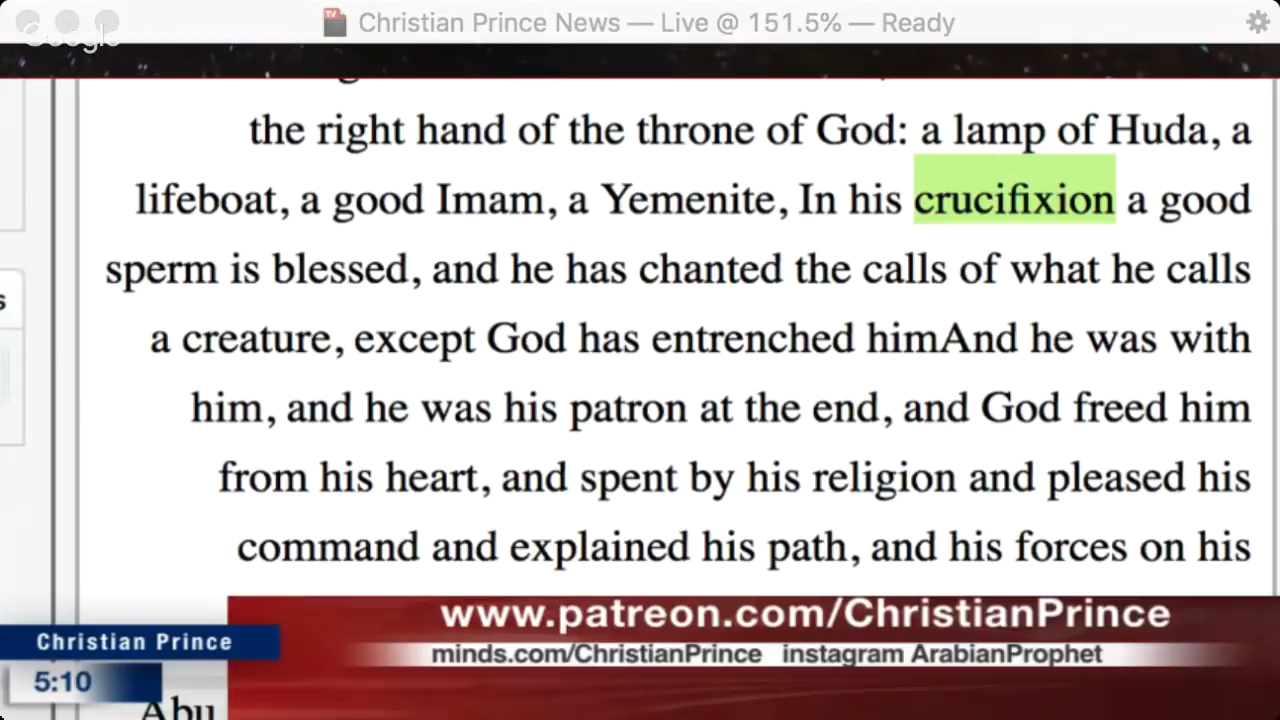 Christian Prince News — Live @ 151.5% — Ready
Google
the right hand of the throne of God: a lamp of Huda, a
lifeboat, a good Imam, a Yemenite, In his crucifixion a good
sperm is blessed, and he has chanted the calls of what he calls
a creature, except God has entrenched himAnd he was with
him, and he was his patron at the end, and God freed him
from his heart, and spent by his religion and pleased his
command and explained his path, and his forces on his
www.patreon.com/ChristianPrince
Christian Prince
minds.com/ChristianPrince instagram ArabianProphet
5:10
Abu